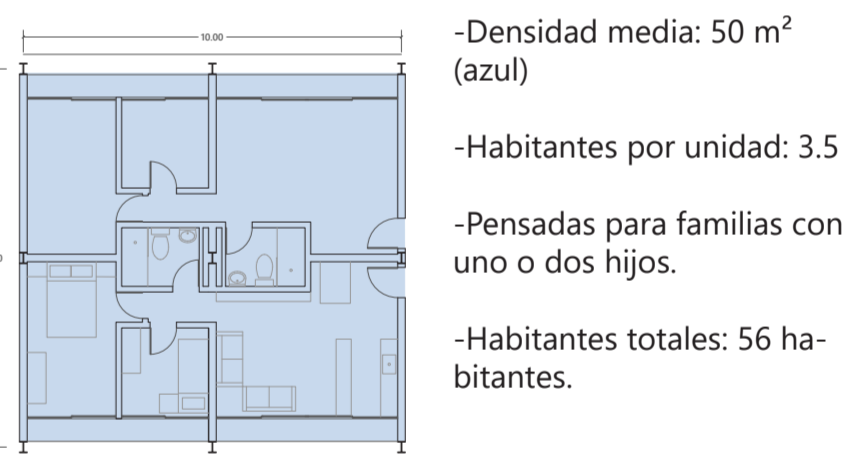 10.00
-Densidad media: 50 m²
(azul)
-Habitantes por unidad: 3.5
-Pensadas para familias con
uno o dos hijos.
-Habitantes totales: 56 ha-
bitantes.